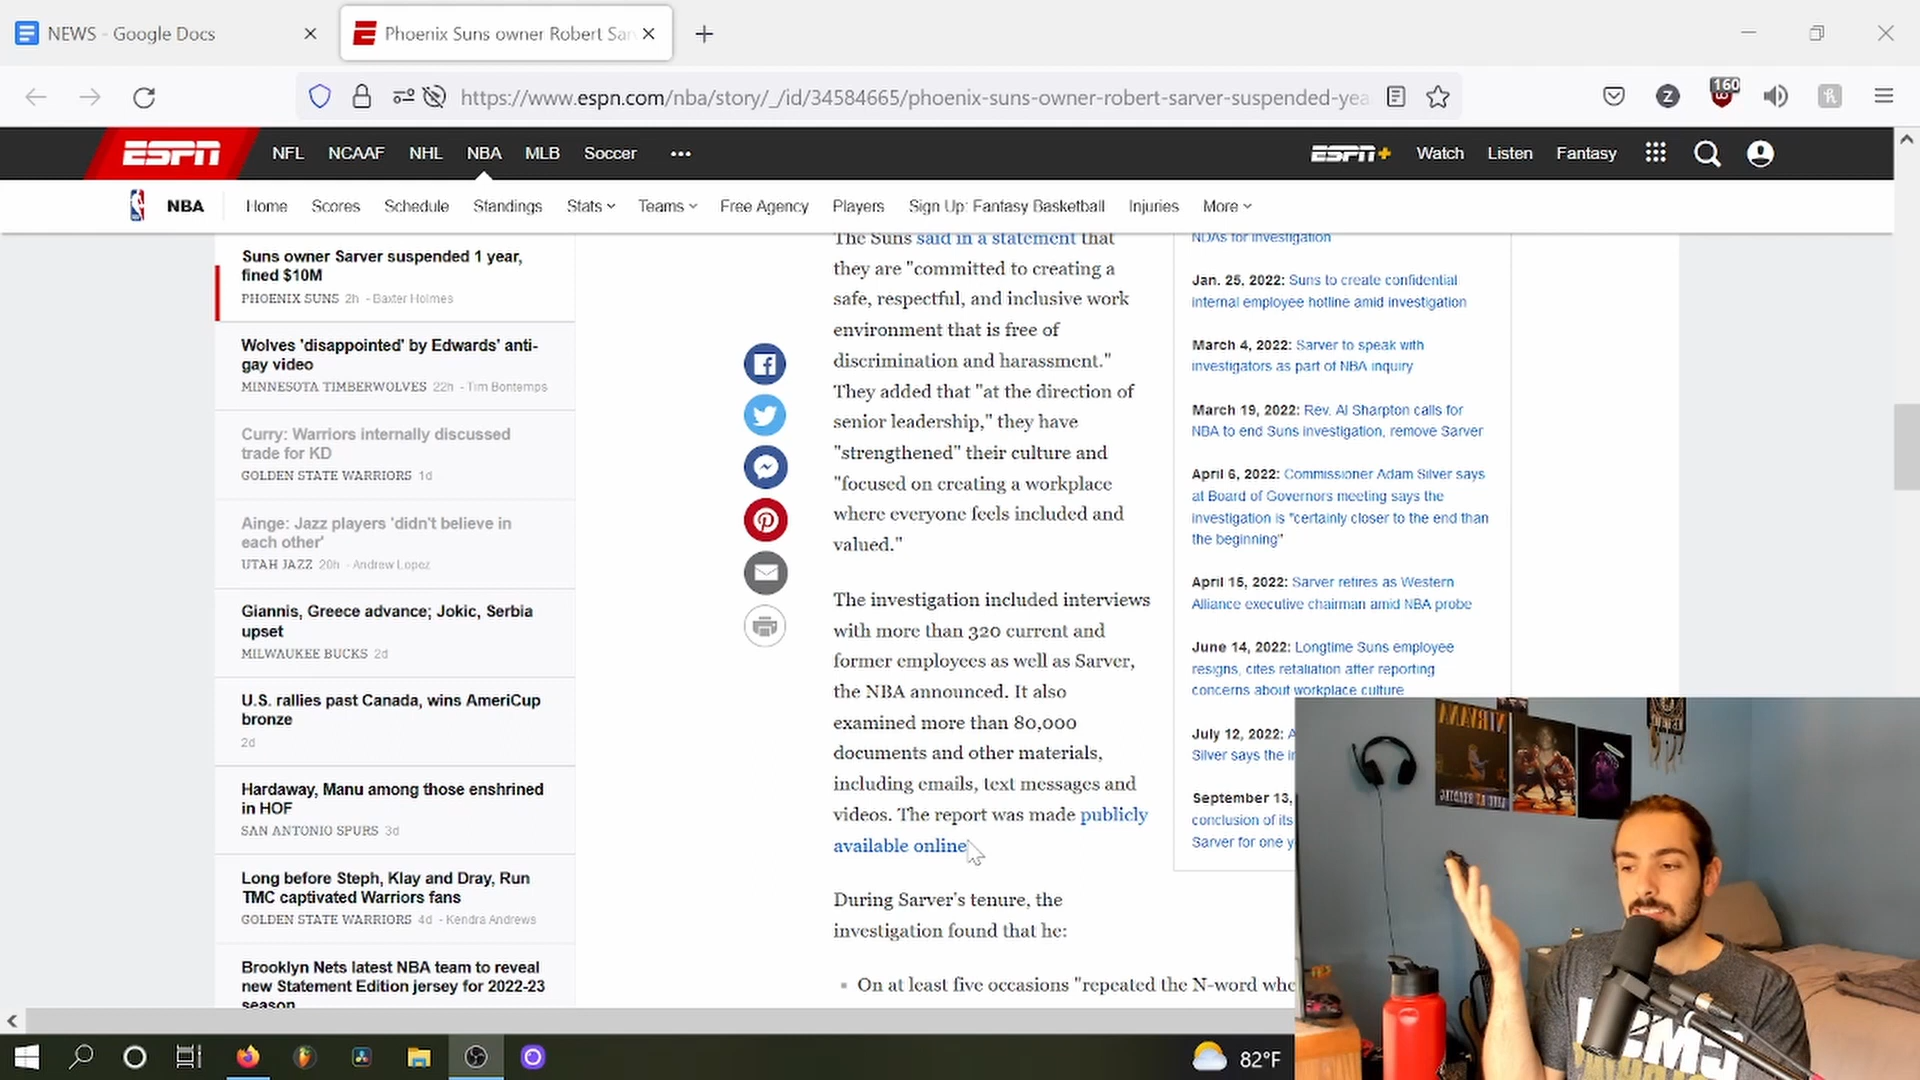 NEWS - Google Docs
Phoenix Suns owner Robert Sar
https://www.espn.com/nba/story/_/id/34584665/phoenix-suns-owner-robert-sarver-suspended-yea
160
Z
ESPN
NFL
NCAAF
NHL
NBA
MLB
Soccer
•••
ESPN+
Watch
Listen
Fantasy
NBA
Home
Scores
Schedule
Standings
Stats
Teams
Free Agency
Players
Sign Up: Fantasy Basketball
Injuries
More
Suns owner Sarver suspended 1 year,
fined $10M
PHOENIX SUNS 2h - Baxter Holmes
Wolves 'disappointed' by Edwards' anti-
gay video
MINNESOTA TIMBERWOLVES 22h - Tim Bontemps
Curry: Warriors internally discussed
trade for KD
GOLDEN STATE WARRIORS 1d
Ainge: Jazz players 'didn't believe in
each other'
UTAH JAZZ 20h - Andrew Lopez
Giannis, Greece advance; Jokic, Serbia
upset
MILWAUKEE BUCKS 2d
U.S. rallies past Canada, wins AmeriCup
bronze
2d
Hardaway, Manu among those enshrined
in HOF
SAN ANTONIO SPURS 3d
Long before Steph, Klay and Dray, Run
TMC captivated Warriors fans
GOLDEN STATE WARRIORS 4d - Kendra Andrews
Brooklyn Nets latest NBA team to reveal
new Statement Edition jersey for 2022-23
season
The Suns said in a statement that
they are "committed to creating a
safe, respectful, and inclusive work
environment that is free of
discrimination and harassment."
They added that "at the direction of
senior leadership," they have
"strengthened" their culture and
"focused on creating a workplace
where everyone feels included and
valued."
The investigation included interviews
with more than 320 current and
former employees as well as Sarver,
the NBA announced. It also
examined more than 80,000
documents and other materials,
including emails, text messages and
videos. The report was made publicly
available online
During Sarver's tenure, the
investigation found that he:
On at least five occasions "repeated the N-word whe
NDAs for investigation
Jan. 25, 2022: Suns to create confidential
internal employee hotline amid investigation
March 4, 2022: Sarver to speak with
investigators as part of NBA inquiry
March 19, 2022: Rev. Al Sharpton calls for
NBA to end Suns investigation, remove Sarver
April 6, 2022: Commissioner Adam Silver says
at Board of Governors meeting says the
investigation is "certainly closer to the end than
the beginning"
April 15, 2022: Sarver retires as Western
Alliance executive chairman amid NBA probe
June 14, 2022: Longtime Suns employee
resigns, cites retaliation after reporting
concerns about workplace culture
July 12, 2022: A
Silver says the i
September 13,
conclusion of its
Sarver for one y
NIRVANA
LIVE AT READING
82°F